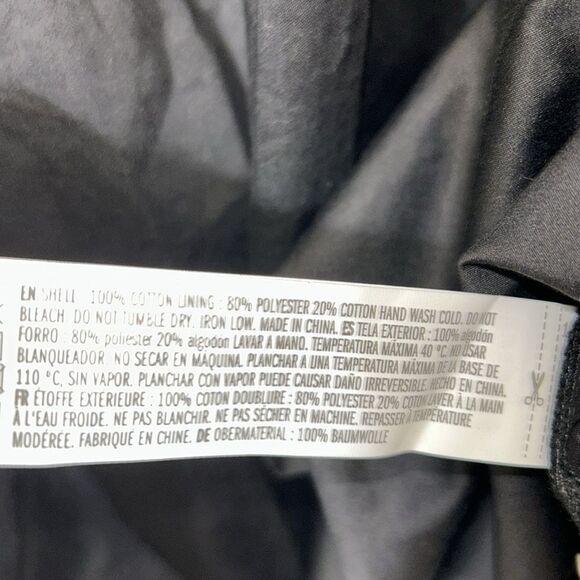 EN SHELL : 100% COTTON LINING : 80% POLYESTER 20% COTTON HAND WASH COLD. DO NOT
BLEACH. DO NOT TUMBLE DRY. IRON LOW. MADE IN CHINA. ES TELA EXTERIOR : 100% algodón
FORRO : 80% poliester 20% algodón LAVAR A MANO. TEMPERATURA MÁXIMA 40 °C. NO USAR
BLANQUEADOR. NO SECAR EN MAQUINA. PLANCHAR A UNA TEMPERATURA MÁXIMA DE LA BASE DE
110 °C, SIN VAPOR. PLANCHAR CON VAPOR PUEDE CAUSAR DAÑO IRREVERSIBLE. HECHO EN CHINA.
FR ÉTOFFE EXTERIEURE : 100% COTON DOUBLURE : 80% POLYESTER 20% COTON LAVER À LA MAIN
À L'EAU FROIDE. NE PAS BLANCHIR. NE PAS SÉCHER EN MACHINE. REPASSER À TEMPÉRATURE
MODÉRÉE. FABRIQUÉ EN CHINE. DE OBERMATERIAL : 100% BAUMWOLLE